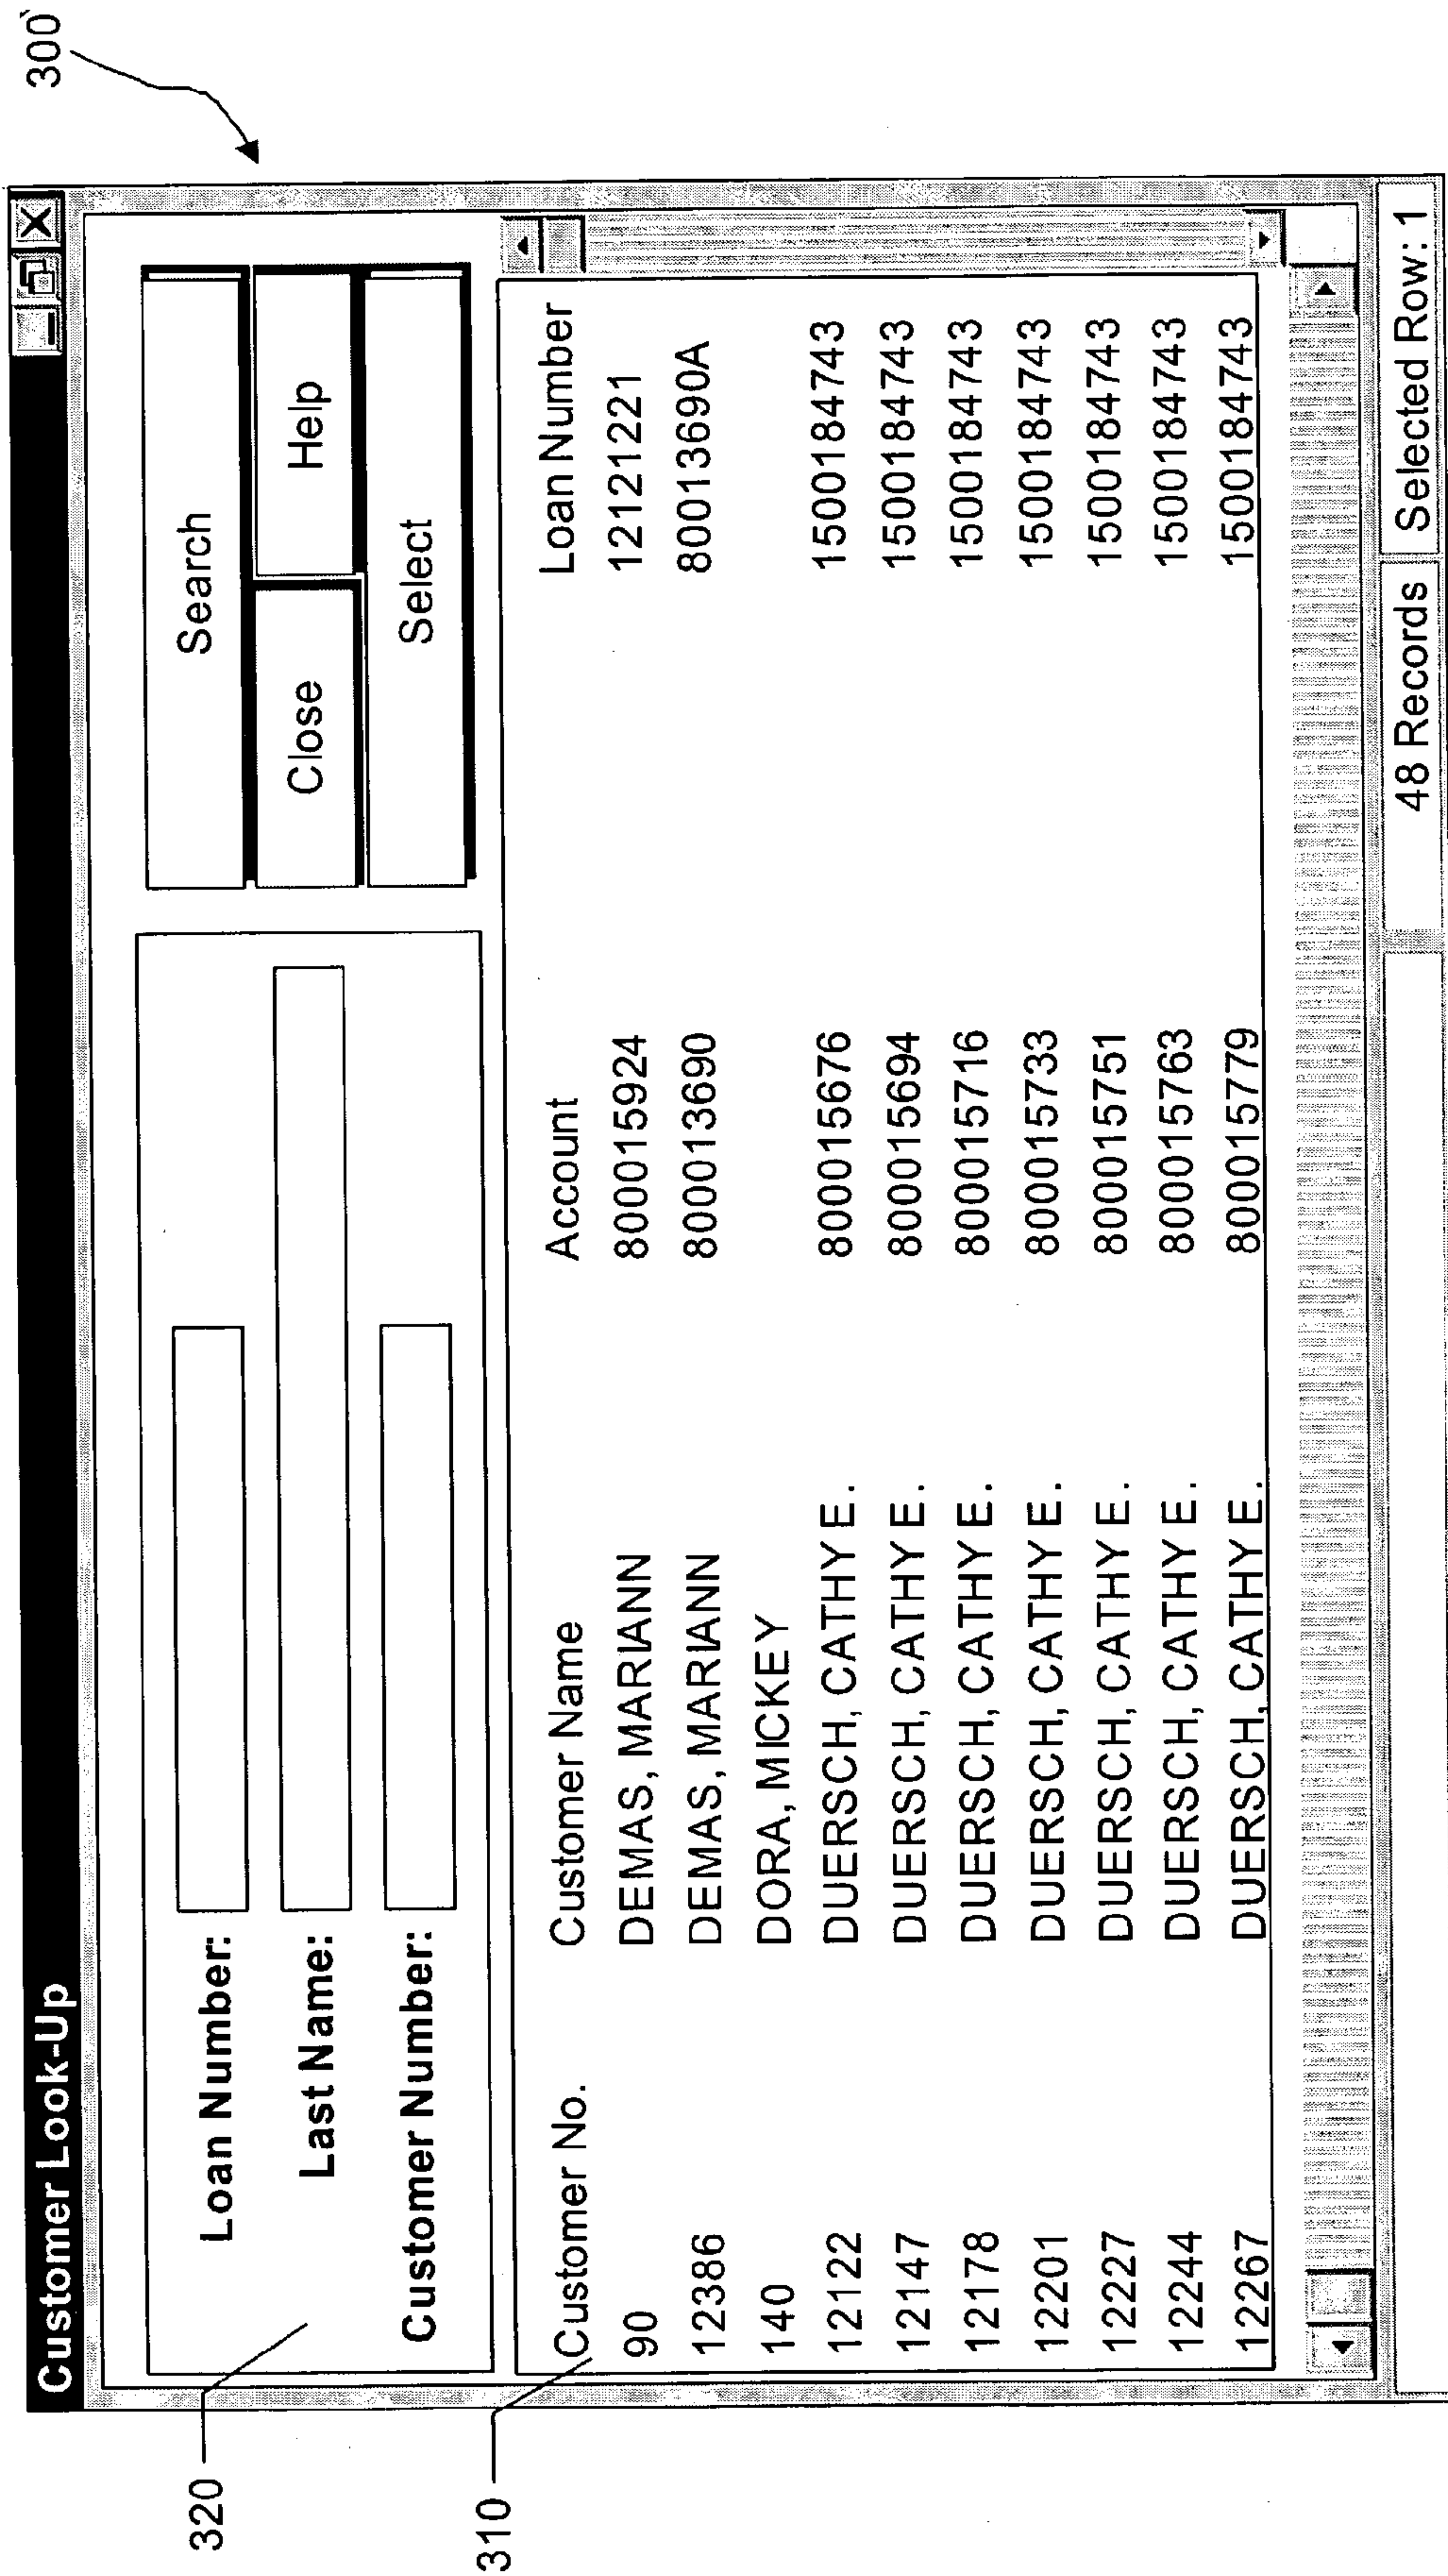 300
Customer Look-Up
320
Loan Number:
Search
Last Name:
Close
Help
Customer Number:
Select
310
Customer No. Customer Name Account Loan Number
90 DEMAS, MARIANN 800015924 12121221
12386 DEMAS, MARIANN 800013690 80013690A
140 DORA, MICKEY
12122 DUERSCH, CATHY E. 800015676 1500184743
12147 DUERSCH, CATHY E. 800015694 1500184743
12178 DUERSCH, CATHY E. 800015716 1500184743
12201 DUERSCH, CATHY E. 800015733 1500184743
12227 DUERSCH, CATHY E. 800015751 1500184743
12244 DUERSCH, CATHY E. 800015763 1500184743
12267 DUERSCH, CATHY E. 800015779 1500184743
48 Records Selected Row: 1